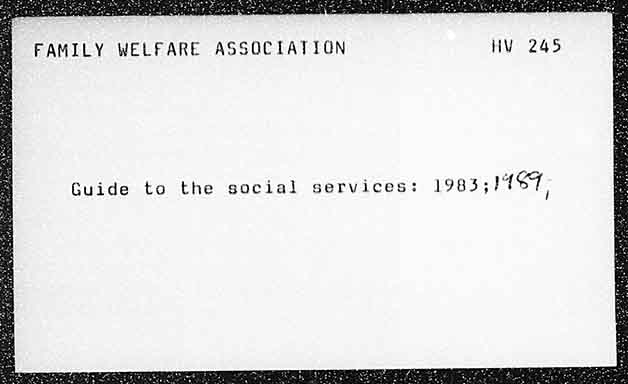 FAMILY WELFARE ASSOCIATION HV 245
Guide to the social services: 1983; 1989;